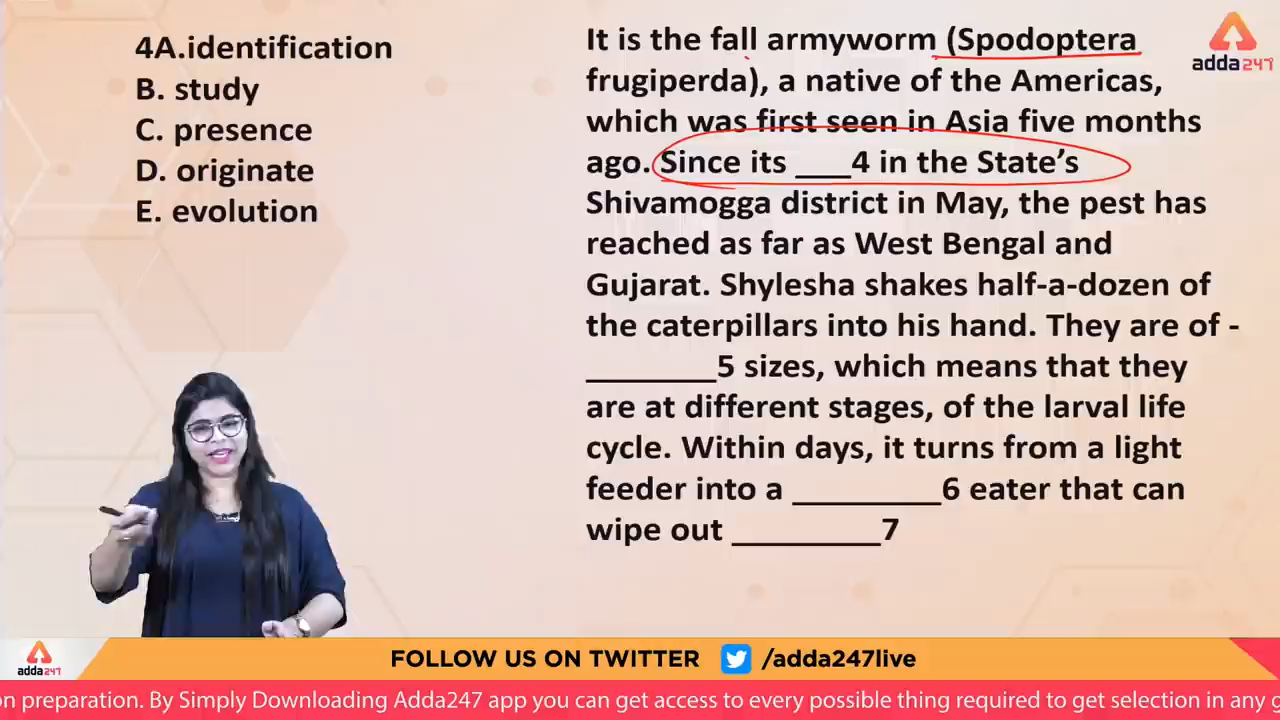 4A.identification
B. study
C. presence
D. originate
E. evolution
It is the fall armyworm (Spodoptera
frugiperda), a native of the Americas,
which was first seen in Asia five months
ago. Since its ___4 in the State’s
Shivamogga district in May, the pest has
reached as far as West Bengal and
Gujarat. Shylesha shakes half-a-dozen of
the caterpillars into his hand. They are of -
_______5 sizes, which means that they
are at different stages, of the larval life
cycle. Within days, it turns from a light
feeder into a ________6 eater that can
wipe out ________7
adda247
adda247
FOLLOW US ON TWITTER /adda247live
on preparation. By Simply Downloading Adda247 app you can get access to every possible thing required to get selection in any g